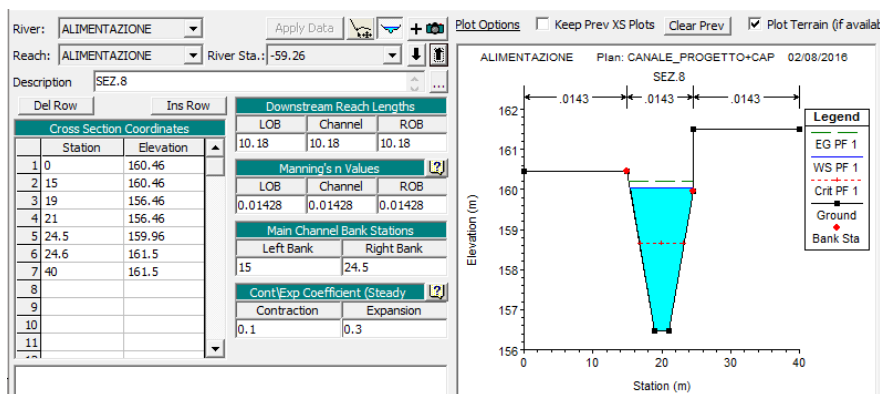 River: ALIMENTAZIONE Apply Data +
Reach: ALIMENTAZIONE River Sta.: -59.26
Description SEZ.8 ...
Del Row Ins Row
Cross Section Coordinates
Station Elevation
1 0 160.46
2 15 160.46
3 19 156.46
4 21 156.46
5 24.5 159.96
6 24.6 161.5
7 40 161.5
8
9
10
11
Downstream Reach Lengths
LOB Channel ROB
10.18 10.18 10.18
Manning's n Values ?
LOB Channel ROB
0.01428 0.01428 0.01428
Main Channel Bank Stations
Left Bank Right Bank
15 24.5
Cont\Exp Coefficient (Steady ?
Contraction Expansion
0.1 0.3
Plot Options Keep Prev XS Plots Clear Prev Plot Terrain (if availab
ALIMENTAZIONE Plan: CANALE_PROGETTO+CAP 02/08/2016
SEZ.8
.0143 .0143 .0143
162
161
160
159
158
157
156
Elevation (m)
0 10 20 30 40
Station (m)
Legend
EG PF 1
WS PF 1
Crit PF 1
Ground
Bank Sta